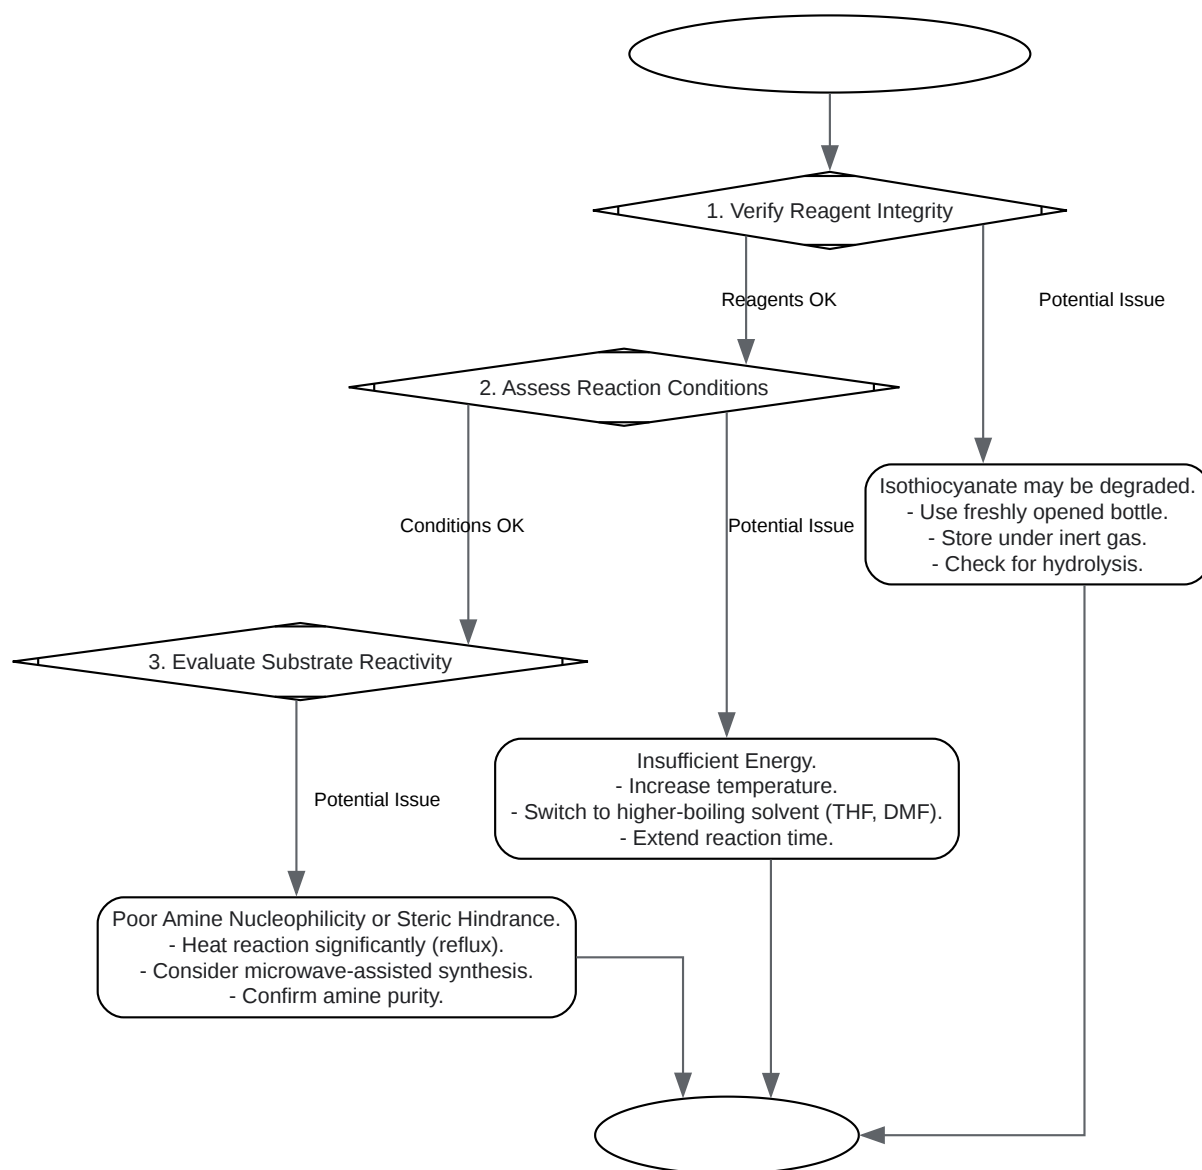 1. Verify Reagent Integrity
Reagents OK
Potential Issue
2. Assess Reaction Conditions
Isothiocyanate may be degraded.
- Use freshly opened bottle.
- Store under inert gas.
- Check for hydrolysis.
Conditions OK
Potential Issue
3. Evaluate Substrate Reactivity
Insufficient Energy.
- Increase temperature.
- Switch to higher-boiling solvent (THF, DMF).
- Extend reaction time.
Potential Issue
Poor Amine Nucleophilicity or Steric Hindrance.
- Heat reaction significantly (reflux).
- Consider microwave-assisted synthesis.
- Confirm amine purity.